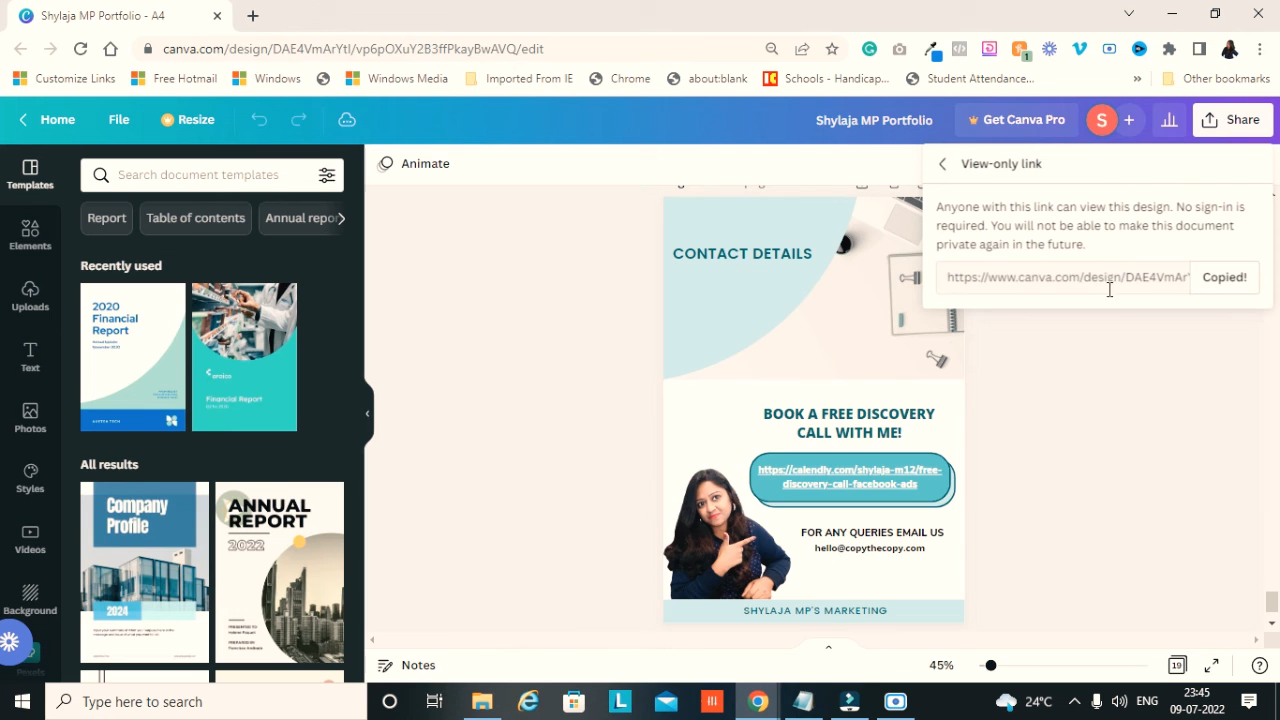 Shylaja MP Portfolio - A4
canva.com/design/DAE4VmArYtI/vp6pOXuY2B3ffPkayBwAVQ/edit
Customize Links
Free Hotmail
Windows
Windows Media
Imported From IE
Chrome
about:blank
Schools - Handicap...
Student Attendance...
Other bookmarks
Home
File
Resize
Shylaja MP Portfolio
Get Canva Pro
S
Share
Templates
Elements
Uploads
Text
Photos
Styles
Videos
Background
Pexels
Search document templates
Report
Table of contents
Annual repor
Recently used
2020
Financial
Report
Financial Report
All results
Company
Profile
2024
ANNUAL
REPORT
2022
Animate
View-only link
Anyone with this link can view this design. No sign-in is
required. You will not be able to make this document
private again in the future.
https://www.canva.com/design/DAE4VmAr
Copied!
CONTACT DETAILS
BOOK A FREE DISCOVERY
CALL WITH ME!
https://calendly.com/shylaja-m12/free-
discovery-call-facebook-ads
FOR ANY QUERIES EMAIL US
hello@copythecopy.com
SHYLAJA MP'S MARKETING
Notes
45%
19
Type here to search
24°C
ENG
23:45
09-07-2022